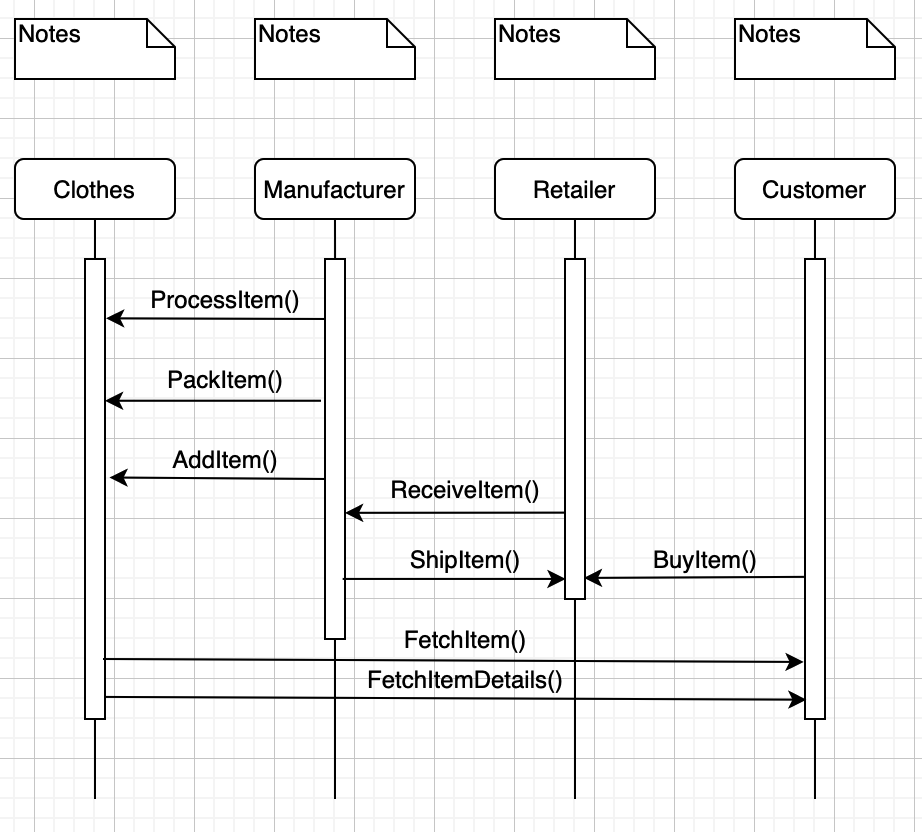 Notes
Notes
Notes
Notes
Clothes
Manufacturer
Retailer
Customer
ProcessItem()
PackItem()
AddItem()
ReceiveItem()
ShipItem()
BuyItem()
FetchItem()
FetchItemDetails()